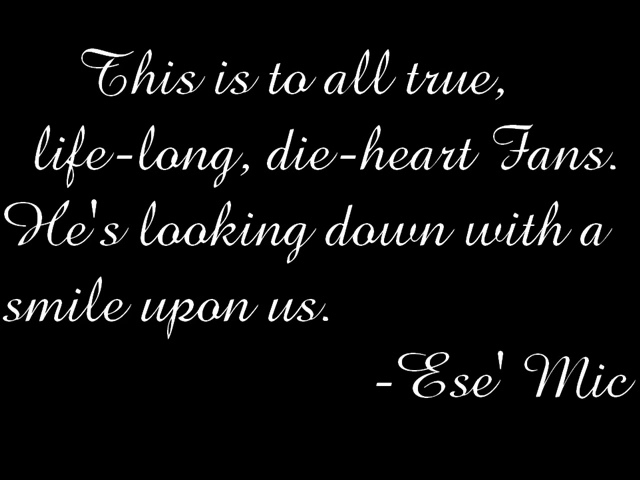 This is to all true,
life-long, die-heart Fans.
He's looking down with a
smile upon us.
-Ese' Mic